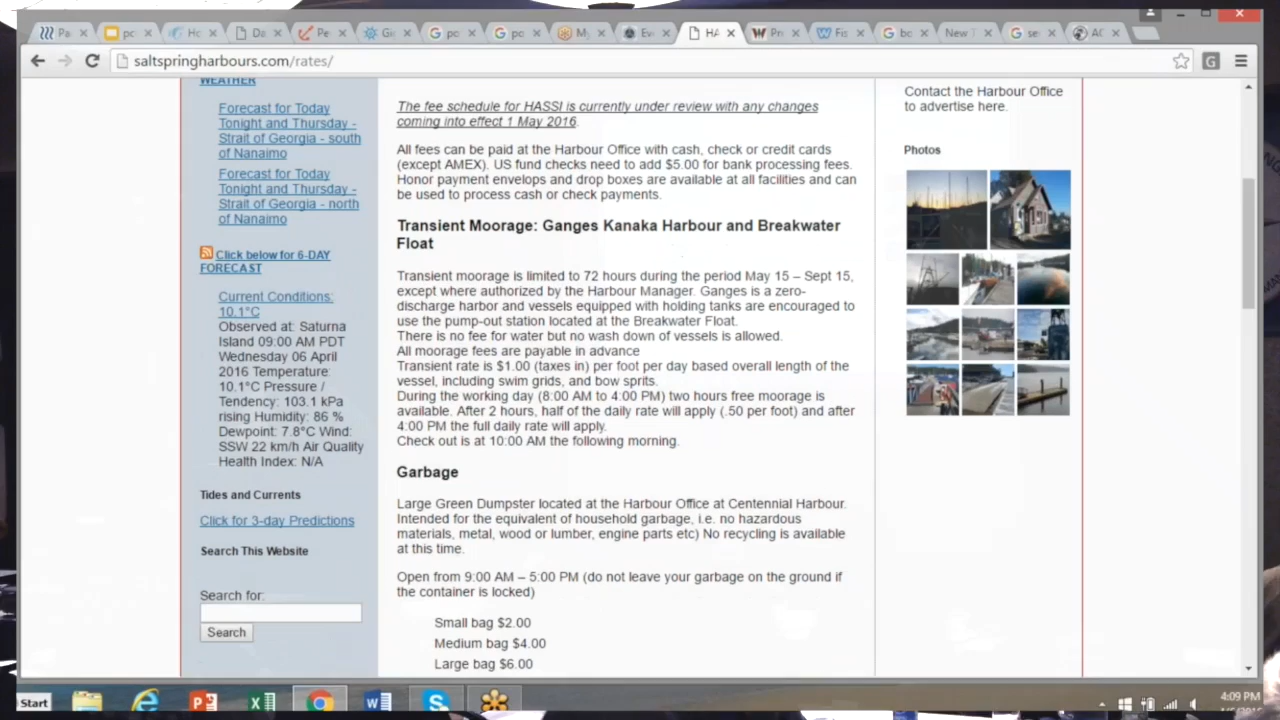 Pa
pc
Ho
Da
Pe
Gi
pc
pc
My
Eve
HA
Pri
Fis
bc
New T
se
AC
saltspringharbours.com/rates/
WEATHER
Forecast for Today
Tonight and Thursday -
Strait of Georgia - south
of Nanaimo
Forecast for Today
Tonight and Thursday -
Strait of Georgia - north
of Nanaimo
Click below for 6-DAY
FORECAST
Current Conditions:
10.1°C
Observed at: Saturna
Island 09:00 AM PDT
Wednesday 06 April
2016 Temperature:
10.1°C Pressure /
Tendency: 103.1 kPa
rising Humidity: 86 %
Dewpoint: 7.8°C Wind:
SSW 22 km/h Air Quality
Health Index: N/A
Tides and Currents
Click for 3-day Predictions
Search This Website
Search for:
Search
The fee schedule for HASSI is currently under review with any changes
coming into effect 1 May 2016.
All fees can be paid at the Harbour Office with cash, check or credit cards
(except AMEX). US fund checks need to add $5.00 for bank processing fees.
Honor payment envelops and drop boxes are available at all facilities and can
be used to process cash or check payments.
Transient Moorage: Ganges Kanaka Harbour and Breakwater
Float
Transient moorage is limited to 72 hours during the period May 15 – Sept 15,
except where authorized by the Harbour Manager. Ganges is a zero-
discharge harbor and vessels equipped with holding tanks are encouraged to
use the pump-out station located at the Breakwater Float.
There is no fee for water but no wash down of vessels is allowed.
All moorage fees are payable in advance
Transient rate is $1.00 (taxes in) per foot per day based overall length of the
vessel, including swim grids, and bow sprits.
During the working day (8:00 AM to 4:00 PM) two hours free moorage is
available. After 2 hours, half of the daily rate will apply (.50 per foot) and after
4:00 PM the full daily rate will apply.
Check out is at 10:00 AM the following morning.
Garbage
Large Green Dumpster located at the Harbour Office at Centennial Harbour.
Intended for the equivalent of household garbage, i.e. no hazardous
materials, metal, wood or lumber, engine parts etc) No recycling is available
at this time.
Open from 9:00 AM – 5:00 PM (do not leave your garbage on the ground if
the container is locked)
Small bag $2.00
Medium bag $4.00
Large bag $6.00
Contact the Harbour Office
to advertise here.
Photos
Start
4:09 PM